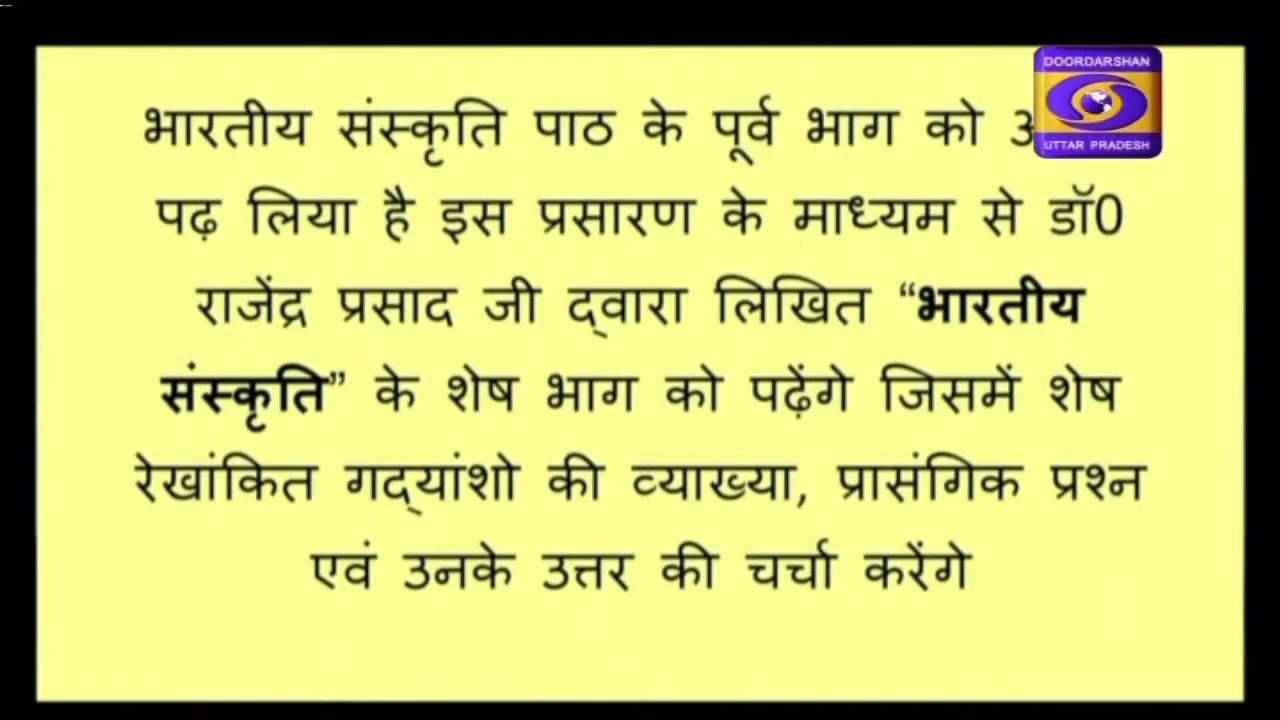 भारतीय संस्कृति पाठ के पूर्व भाग को
पढ़ लिया है इस प्रसारण के माध्यम से डॉ0
राजेंद्र प्रसाद जी द्वारा लिखित “भारतीय
संस्कृति” के शेष भाग को पढ़ेंगे जिसमें शेष
रेखांकित गद्यांशो की व्याख्या, प्रासंगिक प्रश्न
एवं उनके उत्तर की चर्चा करेंगे
DOORDARSHAN
UTTAR PRADESH